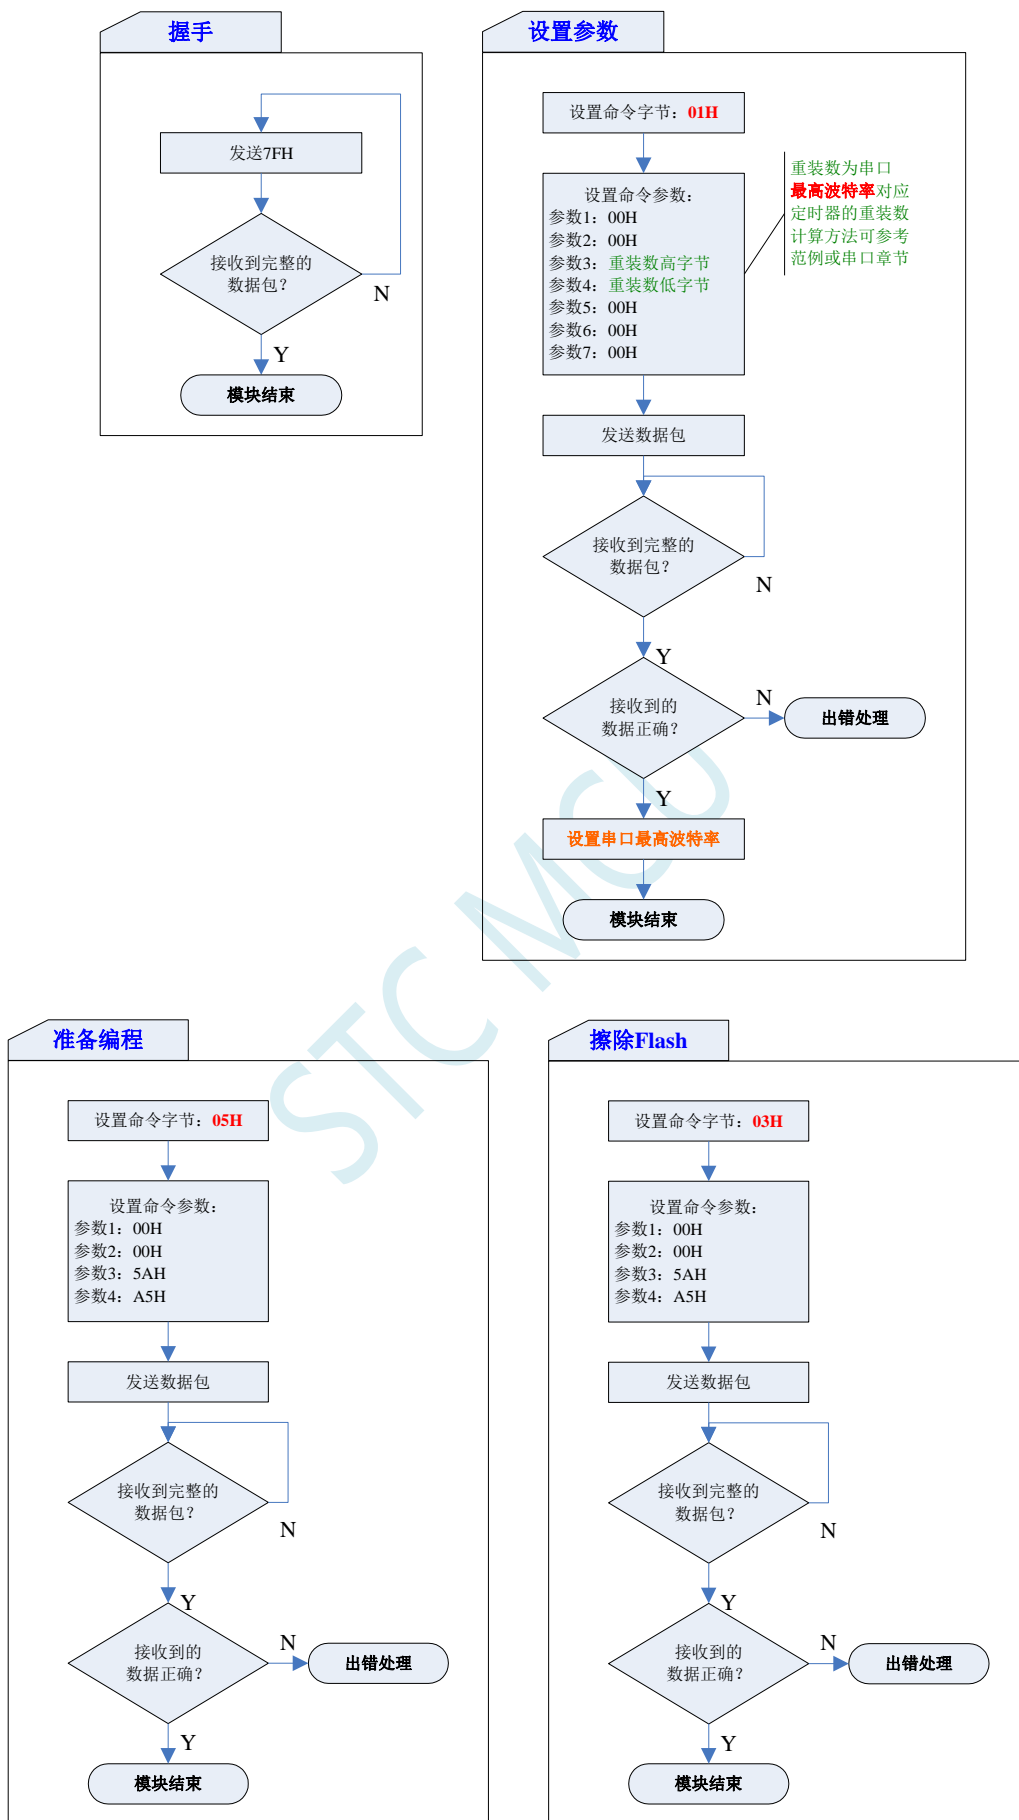 握手
发送7FH
接收到完整的
数据包?
N
Y
模块结束
设置参数
设置命令字节：01H
设置命令参数：
参数1：00H
参数2：00H
参数3：重装数高字节
参数4：重装数低字节
参数5：00H
参数6：00H
参数7：00H
重装数为串口
最高波特率对应
定时器的重装数
计算方法可参考
范例或串口章节
发送数据包
接收到完整的
数据包?
N
Y
接收到的
数据正确?
N
出错处理
Y
设置串口最高波特率
模块结束
STC MCU
准备编程
设置命令字节：05H
设置命令参数：
参数1：00H
参数2：00H
参数3：5AH
参数4：A5H
发送数据包
接收到完整的
数据包?
N
Y
接收到的
数据正确?
N
出错处理
Y
模块结束
擦除Flash
设置命令字节：03H
设置命令参数：
参数1：00H
参数2：00H
参数3：5AH
参数4：A5H
发送数据包
接收到完整的
数据包?
N
Y
接收到的
数据正确?
N
出错处理
Y
模块结束